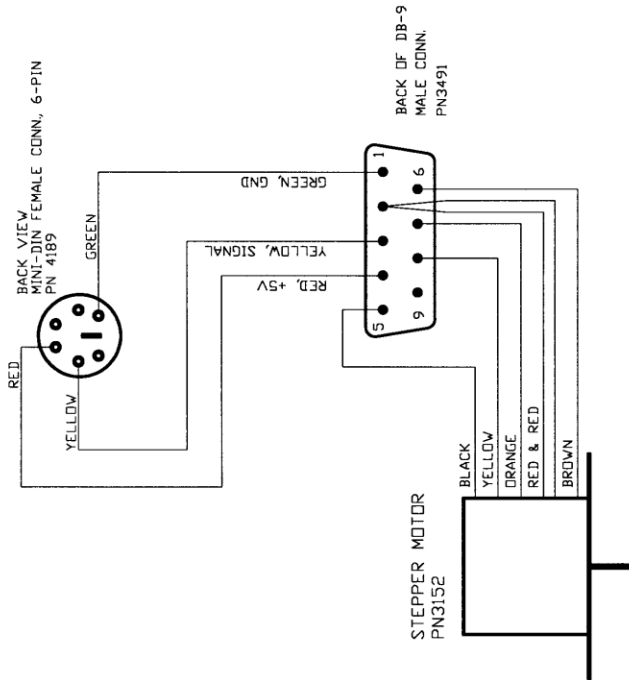 BACK VIEW
MINI-DIN FEMALE CONN., 6-PIN
PN 4189
RED
GREEN
YELLOW
GREEN, GND
YELLOW, SIGNAL
RED, +5V
1
5
6
9
BACK OF DB-9
MALE CONN.
PN3491
BLACK
YELLOW
ORANGE
RED & RED
BROWN
STEPPER MOTOR
PN3152